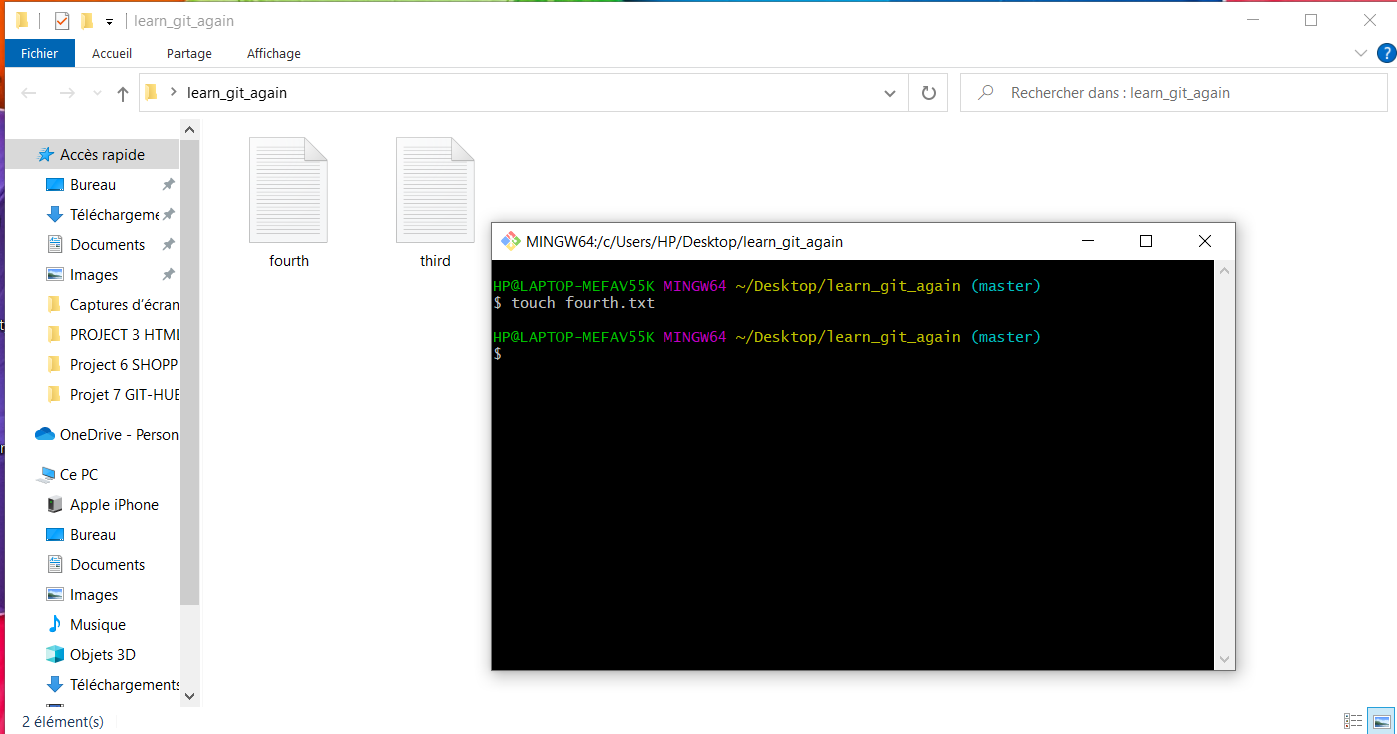 learn_git_again
Fichier Accueil Partage Affichage
learn_git_again
Rechercher dans : learn_git_again
Accès rapide
Bureau
Téléchargeme
Documents
Images
Captures d'écran
PROJECT 3 HTMI
Project 6 SHOPP
Projet 7 GIT-HUE
OneDrive - Person
Ce PC
Apple iPhone
Bureau
Documents
Images
Musique
Objets 3D
Téléchargements
fourth
third
MINGW64:/c/Users/HP/Desktop/learn_git_again
HP@LAPTOP-MEFAV55K MINGW64 ~/Desktop/learn_git_again (master)
$ touch fourth.txt
HP@LAPTOP-MEFAV55K MINGW64 ~/Desktop/learn_git_again (master)
$
2 élément(s)